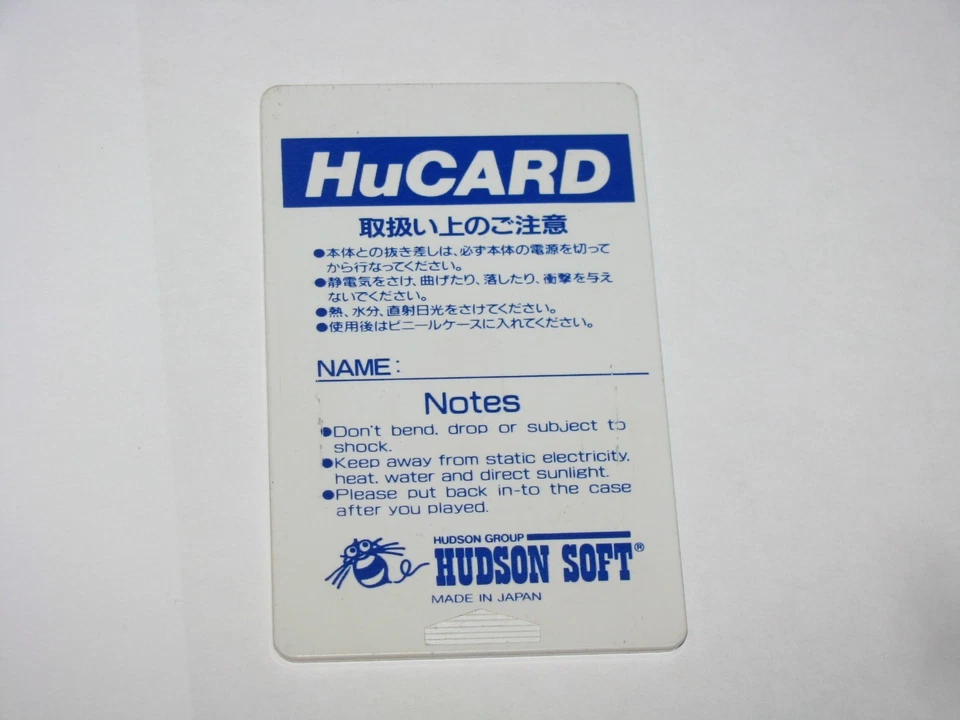 HuCARD
取扱い上のご注意
●本体との抜き差しは、必ず本体の電源を切って
から行なってください。
●静電気をさけ、曲げたり、落したり、衝撃を与え
ないでください。
●熱、水分、直射日光をさけてください。
●使用後はビニールケースに入れてください。
NAME:
Notes
●Don't bend, drop or subject to
shock.
●Keep away from static electricity,
heat, water and direct sunlight.
●Please put back in-to the case
after you played.
HUDSON GROUP
HUDSON SOFT®
MADE IN JAPAN